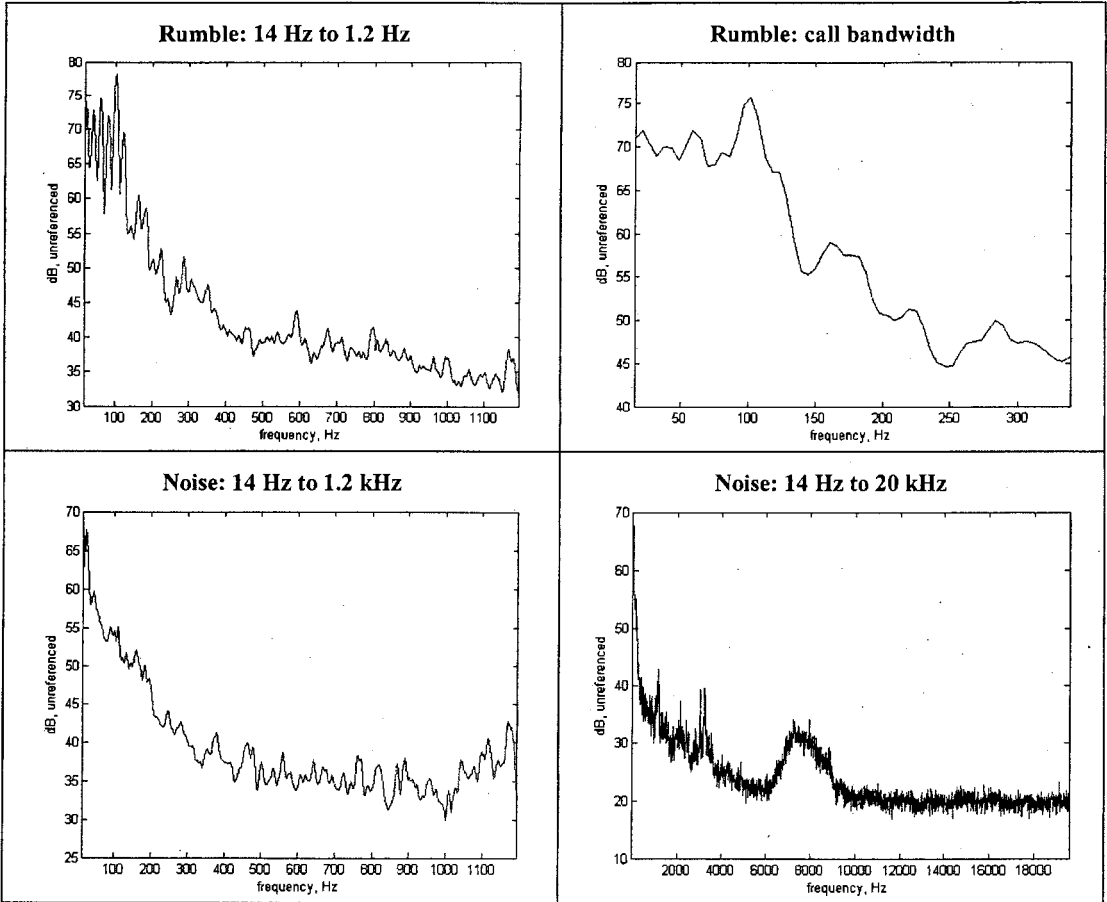 Rumble: 14 Hz to 1.2 Hz
80
75
70
65
60
55
50
45
40
35
30
dB, unreferenced
100 200 300 400 500 600 700 800 900 1000 1100
frequency, Hz
Rumble: call bandwidth
80
75
70
65
60
55
50
45
40
dB, unreferenced
50 100 150 200 250 300
frequency, Hz
Noise: 14 Hz to 1.2 kHz
70
65
60
55
50
45
40
35
30
25
dB, unreferenced
100 200 300 400 500 600 700 800 900 1000 1100
frequency, Hz
Noise: 14 Hz to 20 kHz
70
60
50
40
30
20
10
dB, unreferenced
2000 4000 6000 8000 10000 12000 14000 16000 18000
frequency, Hz